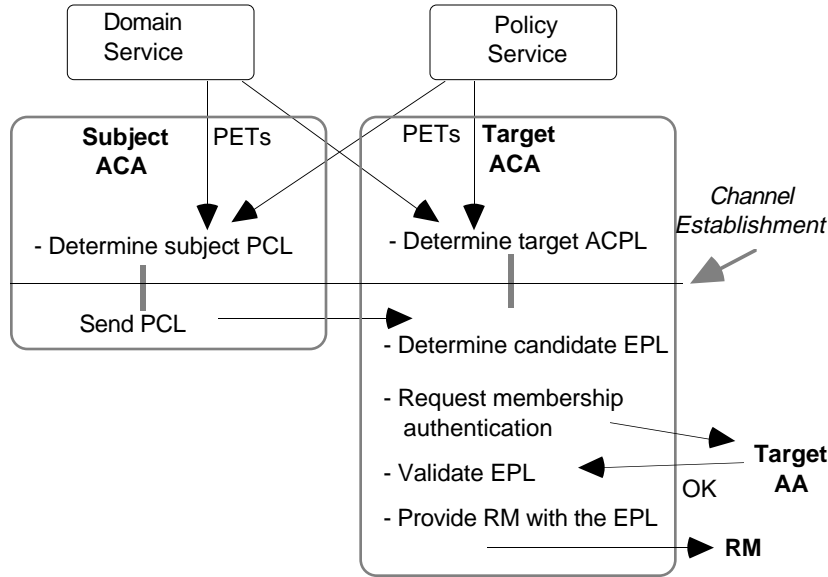 Domain
Service
Policy
Service
Subject
ACA
PETs
PETs
Target
ACA
Channel
Establishment
- Determine subject PCL
- Determine target ACPL
Send PCL
- Determine candidate EPL
- Request membership
authentication
- Validate EPL
OK
Target
AA
- Provide RM with the EPL
RM